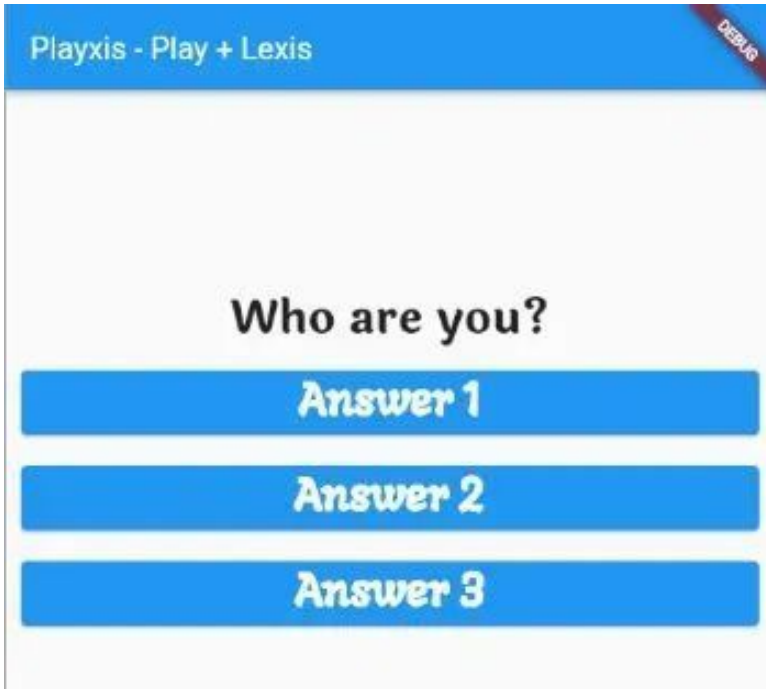 Playxis - Play + Lexis
DEBUG
Who are you?
Answer 1
Answer 2
Answer 3